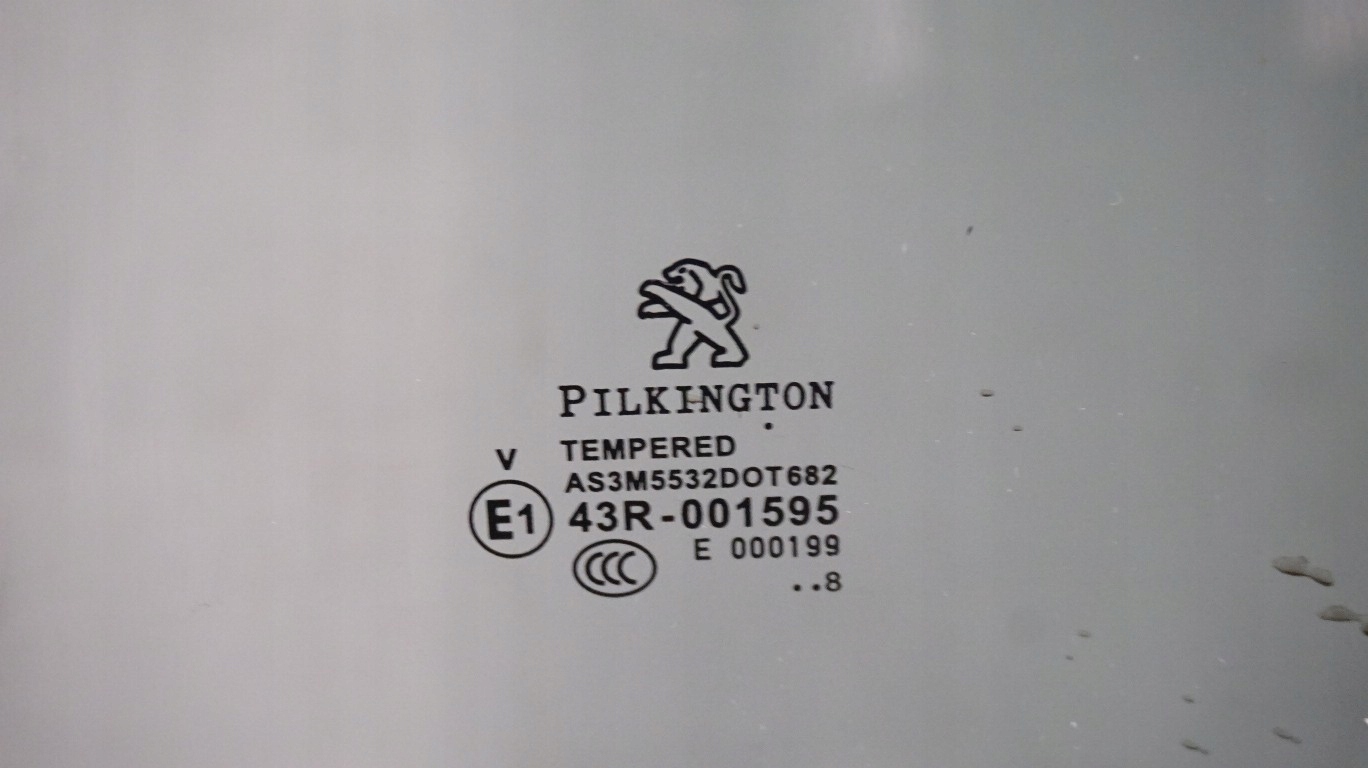 PILKINGTON
TEMPERED
V
AS3M5532DOT682
E1 43R-001595
CCC E 000199
..8